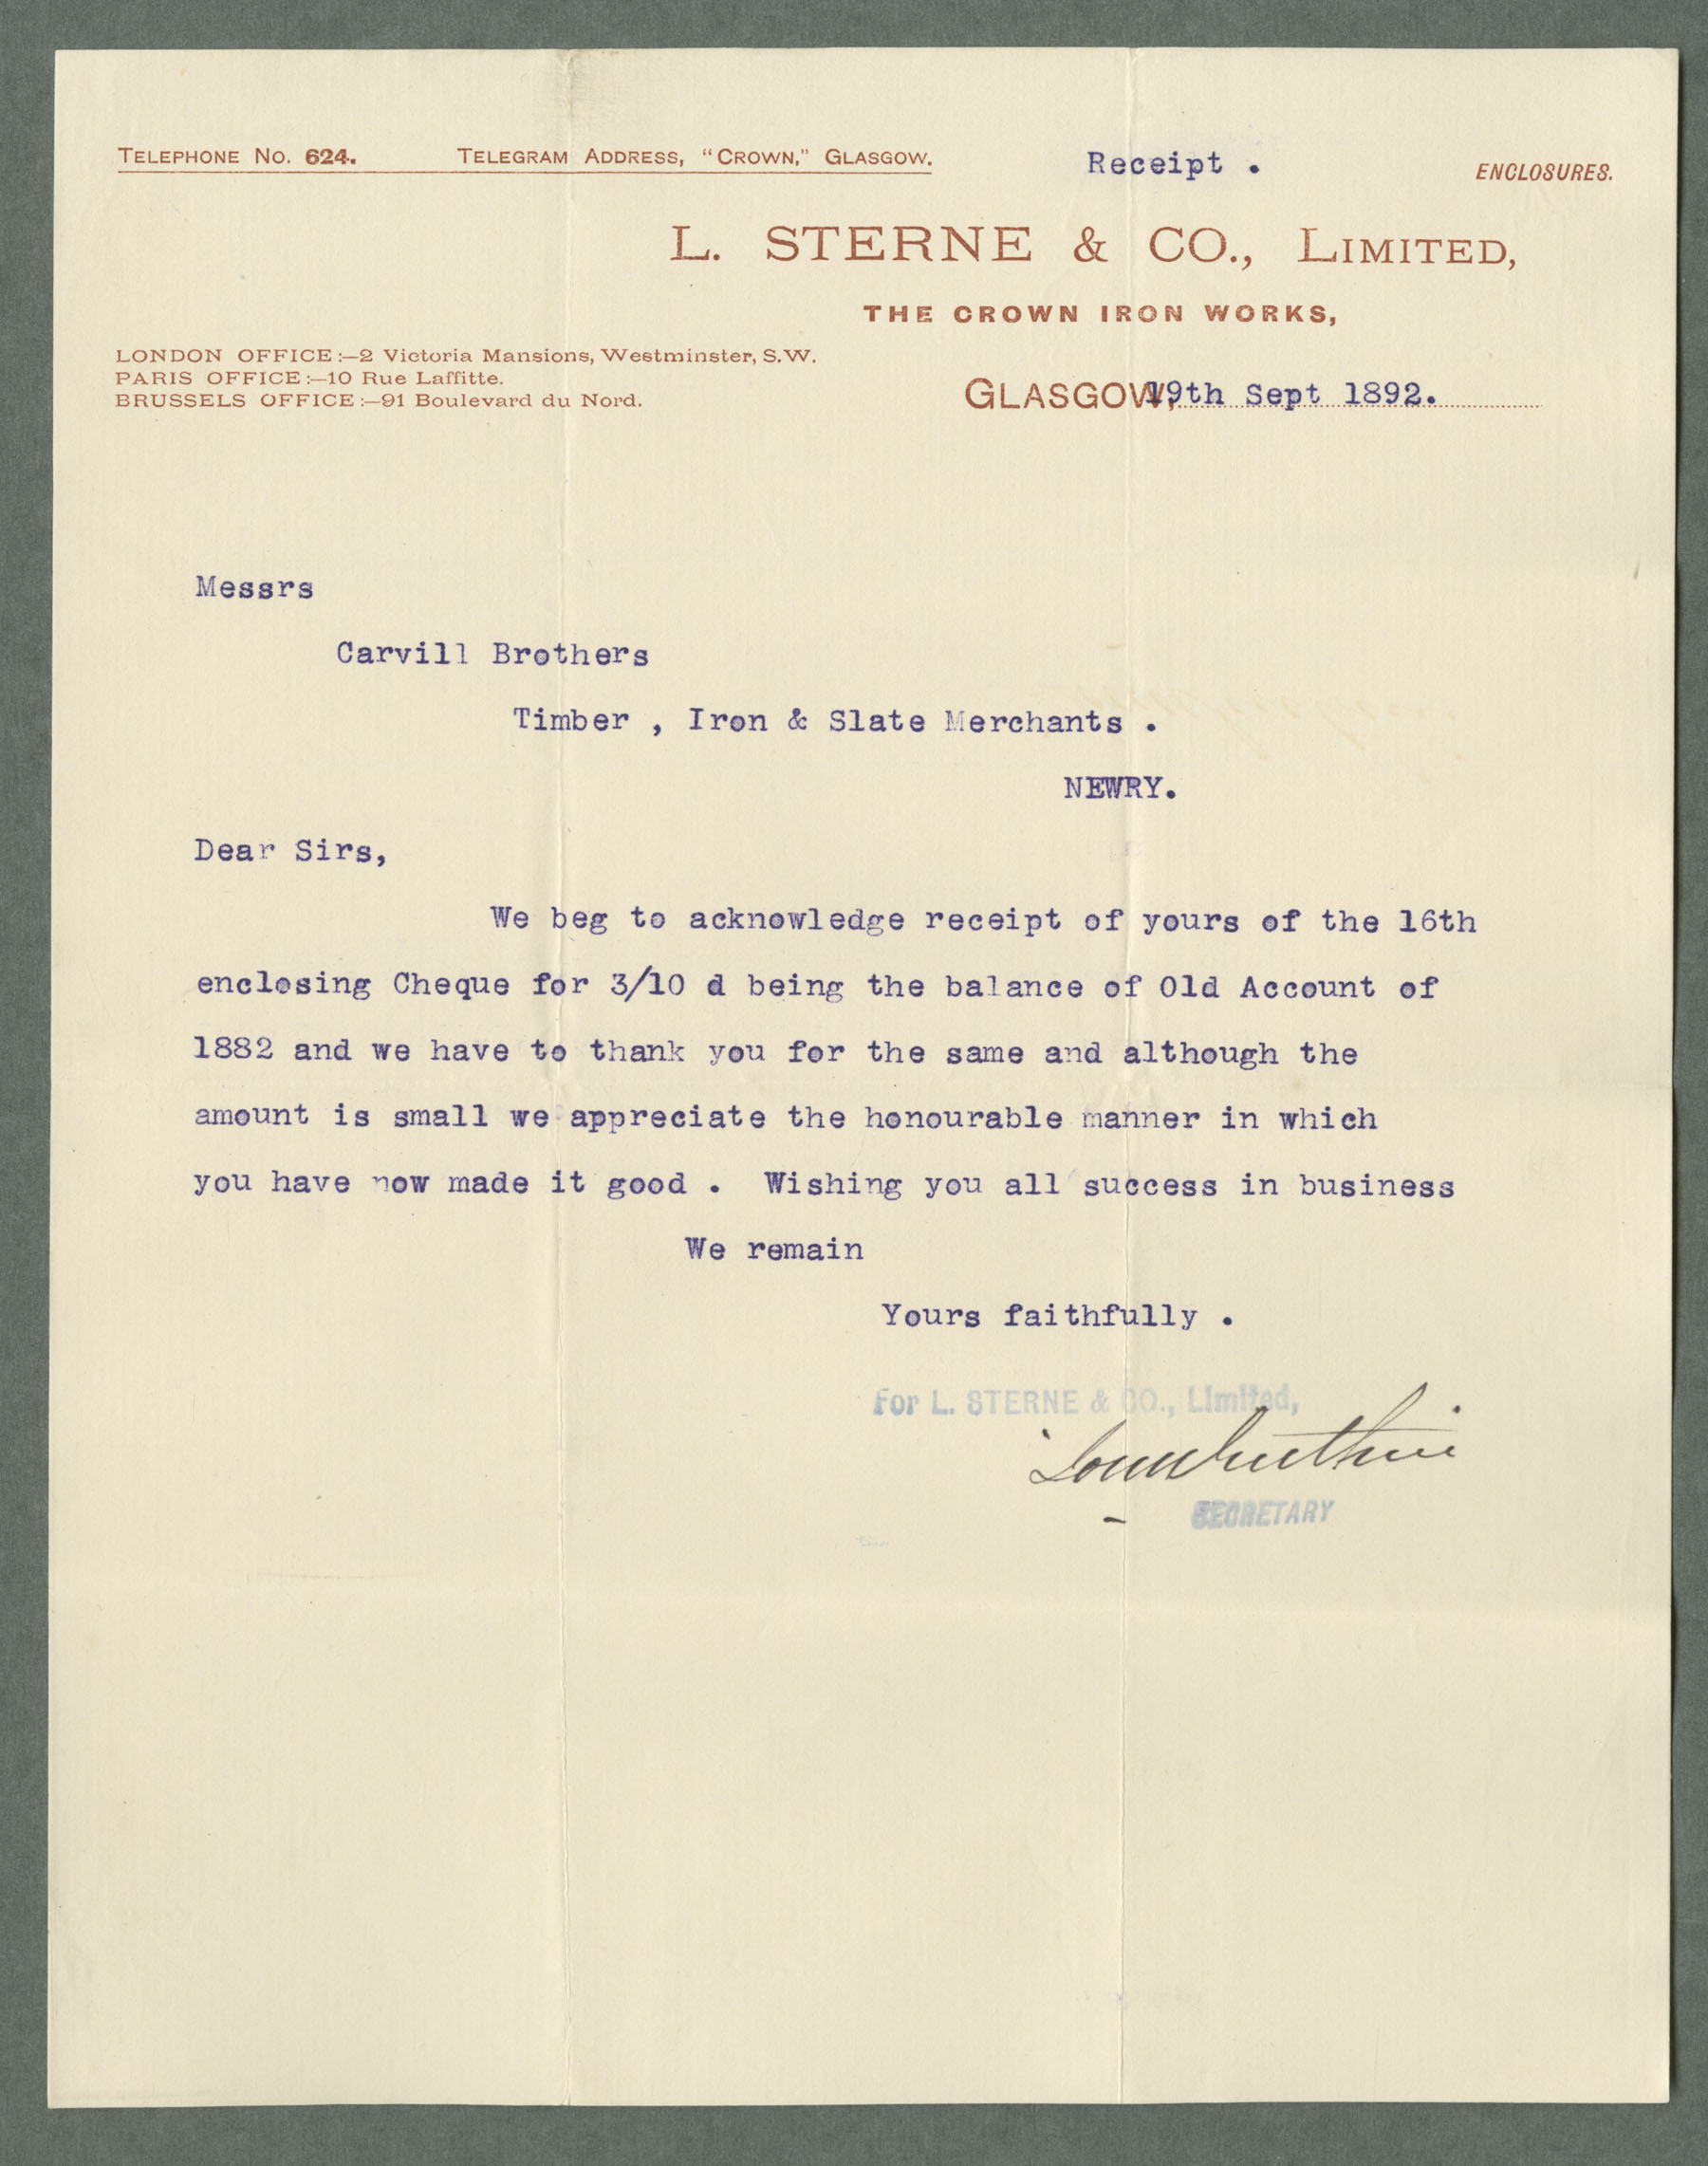 TELEPHONE NO. 624. TELEGRAM ADDRESS, "CROWN," GLASGOW.
Receipt . ENCLOSURES.
L. STERNE & CO., LIMITED,
THE CROWN IRON WORKS,
LONDON OFFICE:—2 Victoria Mansions, Westminster, S.W.
PARIS OFFICE:—10 Rue Laffitte.
BRUSSELS OFFICE:—91 Boulevard du Nord.
GLASGOW, 19th Sept 1892.
Messrs
Carvill Brothers
Timber , Iron & Slate Merchants .
NEWRY.
Dear Sirs,
We beg to acknowledge receipt of yours of the 16th
enclosing Cheque for 3/10 d being the balance of Old Account of
1882 and we have to thank you for the same and although the
amount is small we appreciate the honourable manner in which
you have now made it good . Wishing you all success in business
We remain
Yours faithfully .
For L. STERNE & CO., Limited,
SECRETARY